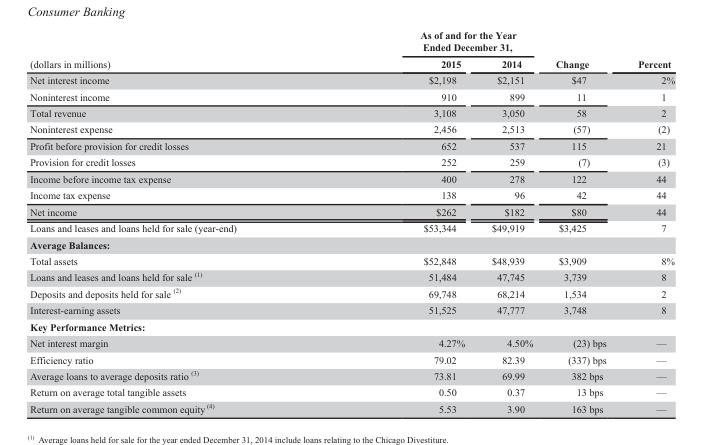 Consumer Banking
As of and for the Year
Ended December 31,
(dollars in millions) 2015 2014 Change Percent
Net interest income $2,198 $2,151 $47 2%
Noninterest income 910 899 11 1
Total revenue 3,108 3,050 58 2
Noninterest expense 2,456 2,513 (57) (2)
Profit before provision for credit losses 652 537 115 21
Provision for credit losses 252 259 (7) (3)
Income before income tax expense 400 278 122 44
Income tax expense 138 96 42 44
Net income $262 $182 $80 44
Loans and leases and loans held for sale (year-end) $53,344 $49,919 $3,425 7
Average Balances:
Total assets $52,848 $48,939 $3,909 8%
Loans and leases and loans held for sale (1) 51,484 47,745 3,739 8
Deposits and deposits held for sale (2) 69,748 68,214 1,534 2
Interest-earning assets 51,525 47,777 3,748 8
Key Performance Metrics:
Net interest margin 4.27% 4.50% (23) bps —
Efficiency ratio 79.02 82.39 (337) bps —
Average loans to average deposits ratio (3) 73.81 69.99 382 bps —
Return on average total tangible assets 0.50 0.37 13 bps —
Return on average tangible common equity (4) 5.53 3.90 163 bps —
(1) Average loans held for sale for the year ended December 31, 2014 include loans relating to the Chicago Divestiture.